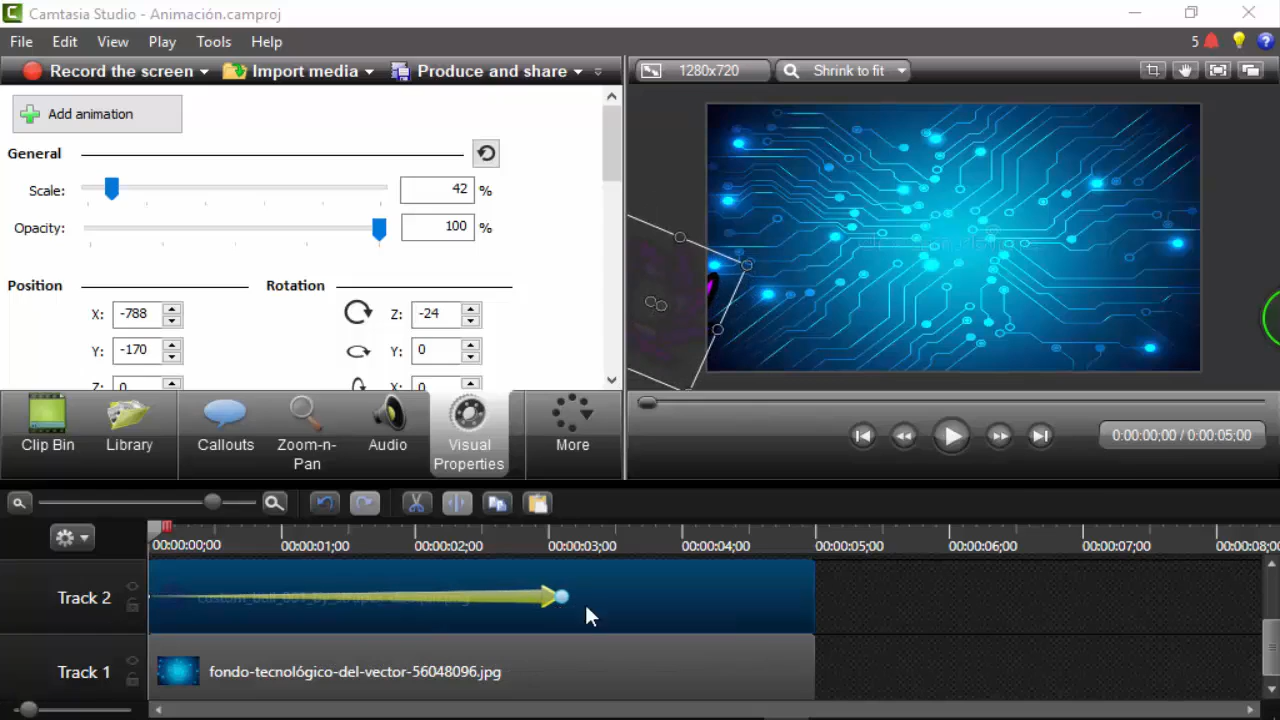 Camtasia Studio - Animación.camproj
File Edit View Play Tools Help 5
Record the screen Import media Produce and share 1280x720 Shrink to fit
Add animation
General
Scale: 42 %
Opacity: 100 %
Position Rotation
X: -788 Z: -24
Y: -170 Y: 0
Z: 0 X: 0
Clip Bin Library Callouts Zoom-n-Pan Audio Visual Properties More
0:00:00;00 / 0:00:05;00
00:00:00;00 00:00:01;00 00:00:02;00 00:00:03;00 00:00:04;00 00:00:05;00 00:00:06;00 00:00:07;00 00:00:08;
Track 2
Track 1 fondo-tecnológico-del-vector-56048096.jpg